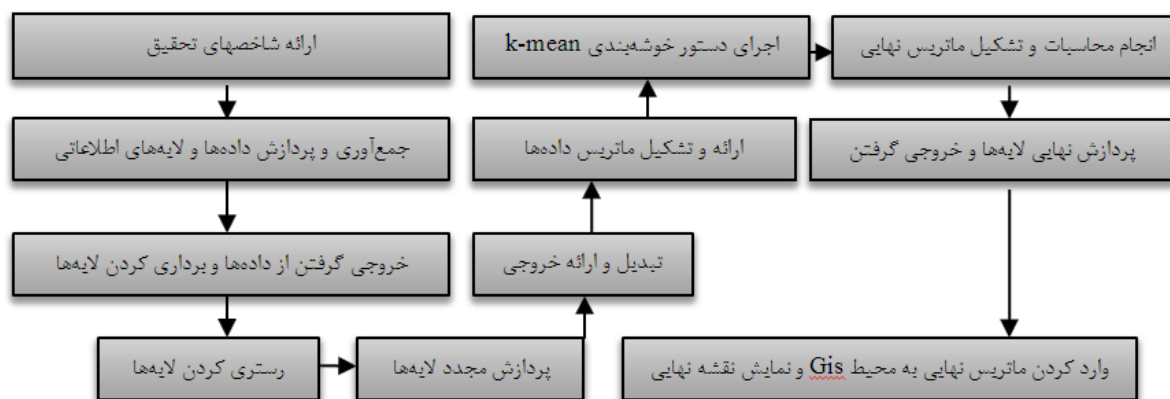 ارائه شاخصهای تحقیق
جمع‌آوری و پردازش داده‌ها و لایه‌های اطلاعاتی
خروجی گرفتن از داده‌ها و برداری کردن لایه‌ها
رستری کردن لایه‌ها
پردازش مجدد لایه‌ها
تبدیل و ارائه خروجی
ارائه و تشکیل ماتریس داده‌ها
اجرای دستور خوشه‌بندی k-mean
انجام محاسبات و تشکیل ماتریس نهایی
پردازش نهایی لایه‌ها و خروجی گرفتن
وارد کردن ماتریس نهایی به محیط Gis و نمایش نقشه نهایی